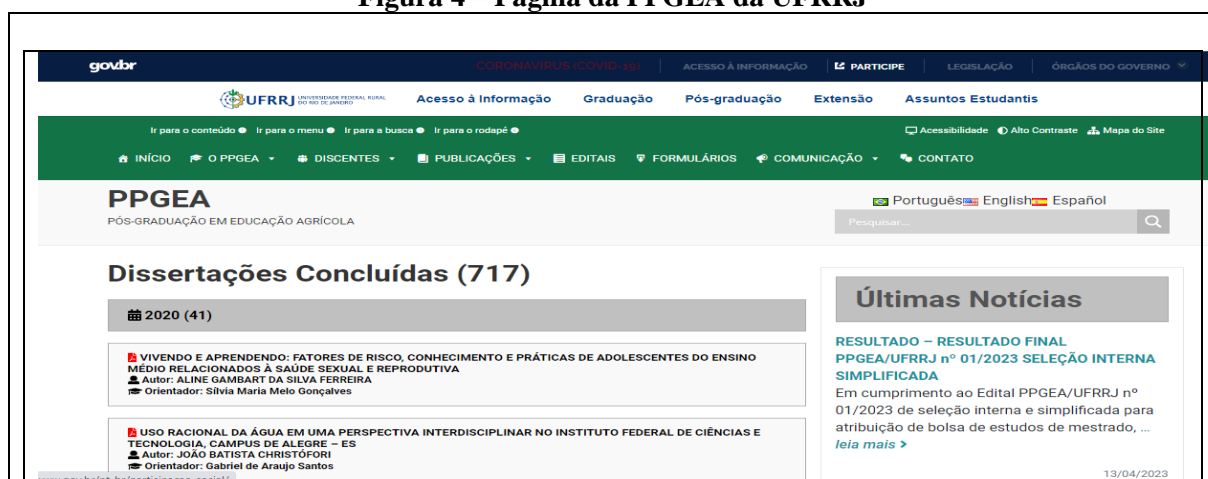 Figura 4 – Página da PPGEA da UFRRJ
govbr
CORONAVÍRUS (COVID-19) ACESSO À INFORMAÇÃO PARTICIPE LEGISLAÇÃO ÓRGÃOS DO GOVERNO
UFRRJ UNIVERSIDADE FEDERAL RURAL DO RIO DE JANEIRO Acesso à Informação Graduação Pós-graduação Extensão Assuntos Estudantis
Ir para o conteúdo Ir para o menu Ir para a busca Ir para o rodapé Acessibilidade Alto Contraste Mapa do Site
INÍCIO O PPGEA DISCENTES PUBLICAÇÕES EDITAIS FORMULÁRIOS COMUNICAÇÃO CONTATO
PPGEA
PÓS-GRADUAÇÃO EM EDUCAÇÃO AGRÍCOLA
Português English Español
Pesquisar...
Dissertações Concluídas (717)
2020 (41)
VIVENDO E APRENDENDO: FATORES DE RISCO, CONHECIMENTO E PRÁTICAS DE ADOLESCENTES DO ENSINO
MÉDIO RELACIONADOS À SAÚDE SEXUAL E REPRODUTIVA
Autor: ALINE GAMBART DA SILVA FERREIRA
Orientador: Sílvia Maria Melo Gonçalves
USO RACIONAL DA ÁGUA EM UMA PERSPECTIVA INTERDISCIPLINAR NO INSTITUTO FEDERAL DE CIÊNCIAS E
TECNOLOGIA, CAMPUS DE ALEGRE – ES
Autor: JOÃO BATISTA CHRISTÓFORI
Orientador: Gabriel de Araujo Santos
Últimas Notícias
RESULTADO – RESULTADO FINAL
PPGEA/UFRRJ nº 01/2023 SELEÇÃO INTERNA
SIMPLIFICADA
Em cumprimento ao Edital PPGEA/UFRRJ nº
01/2023 de seleção interna e simplificada para
atribuição de bolsa de estudos de mestrado, ...
leia mais
13/04/2023